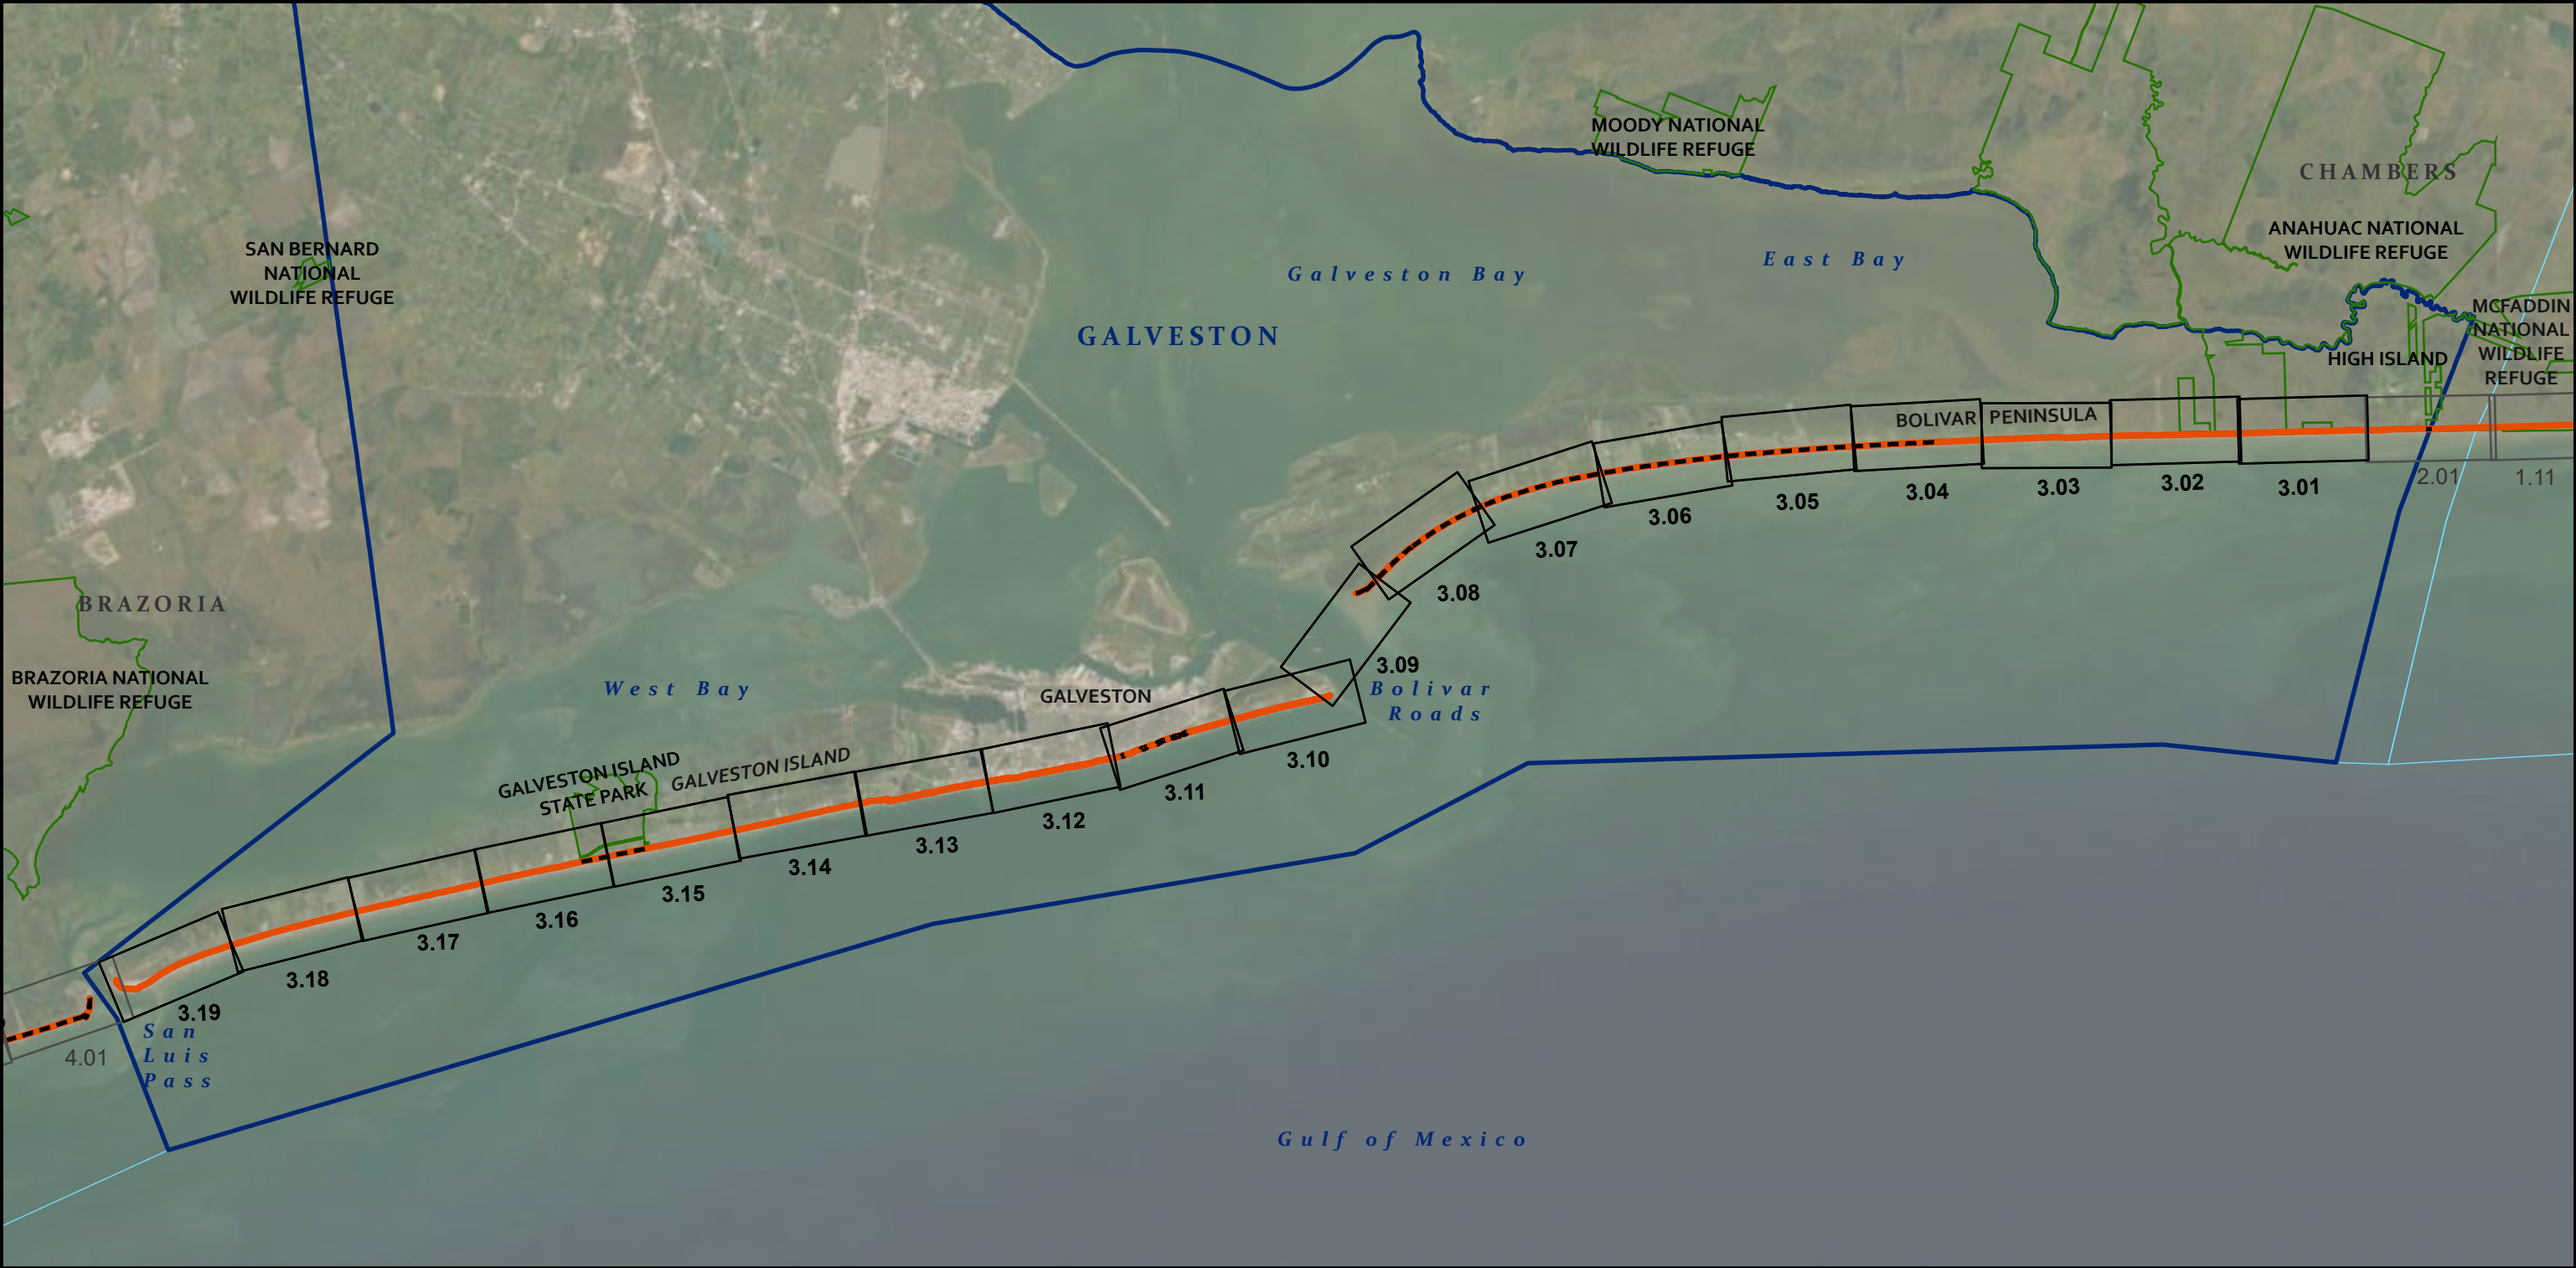 MOODY NATIONAL
WILDLIFE REFUGE
CHAMBERS
ANAHUAC NATIONAL
WILDLIFE REFUGE
SAN BERNARD
NATIONAL
WILDLIFE REFUGE
Galveston Bay
East Bay
GALVESTON
MCFADDIN
NATIONAL
WILDLIFE
REFUGE
HIGH ISLAND
BOLIVAR PENINSULA
2.01
1.11
3.01
3.02
3.03
3.04
3.05
3.06
3.07
3.08
3.09
BRAZORIA
BRAZORIA NATIONAL
WILDLIFE REFUGE
West Bay
GALVESTON
Bolivar
Roads
GALVESTON ISLAND
STATE PARK
GALVESTON ISLAND
3.10
3.11
3.12
3.13
3.14
3.15
3.16
3.17
3.18
3.19
San
Luis
Pass
4.01
Gulf of Mexico